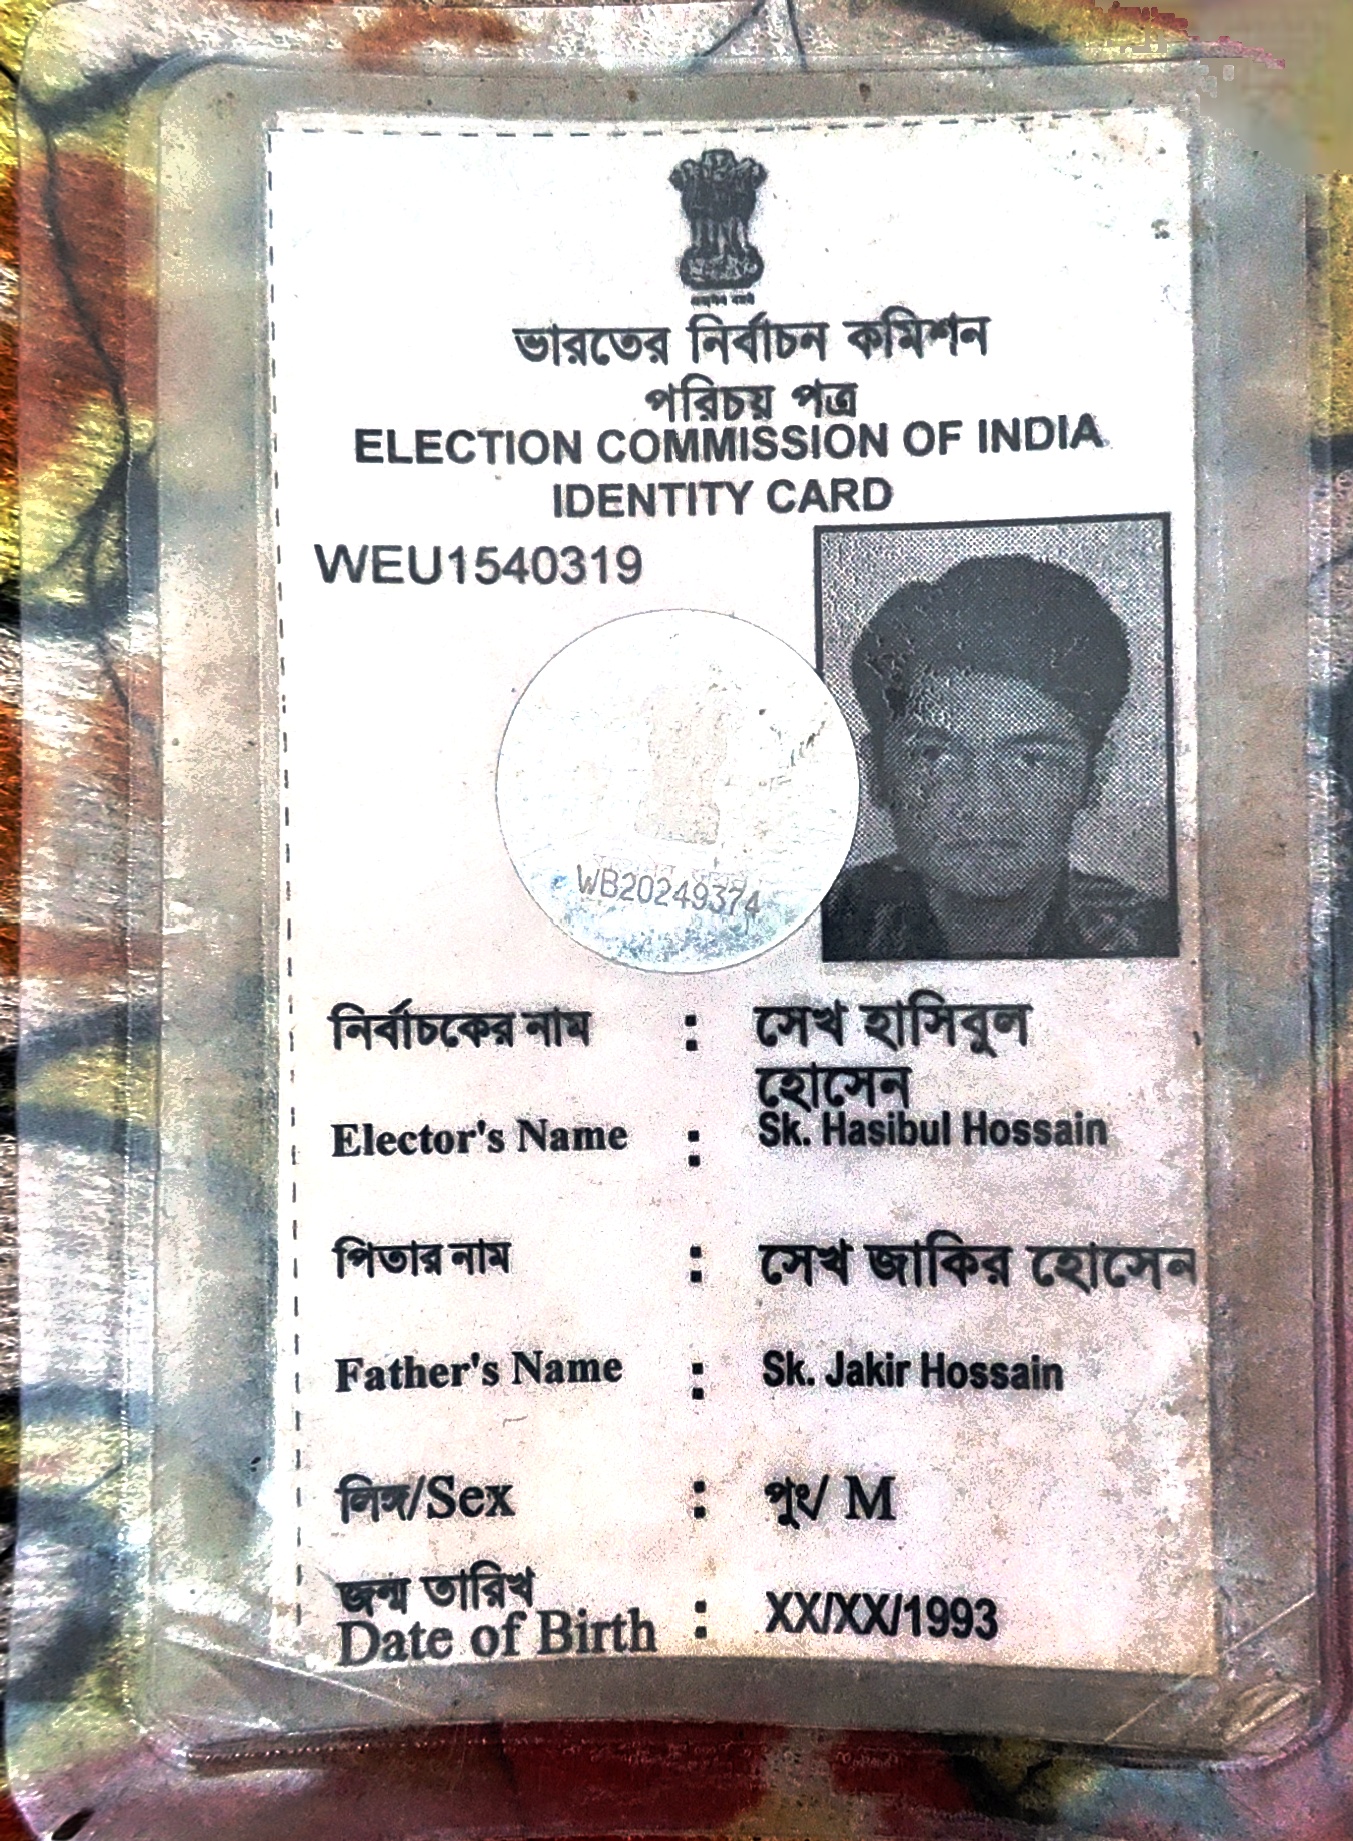 ভারতের নির্বাচন কমিশন
পরিচয় পত্র
ELECTION COMMISSION OF INDIA
IDENTITY CARD
WEU1540319
WB20249374
নির্বাচকের নাম : সেখ হাসিবুল
হোসেন
Elector's Name : Sk. Hasibul Hossain
পিতার নাম : সেখ জাকির হোসেন
Father's Name : Sk. Jakir Hossain
লিঙ্গ/Sex : পুং/ M
জন্ম তারিখ
Date of Birth : XX/XX/1993